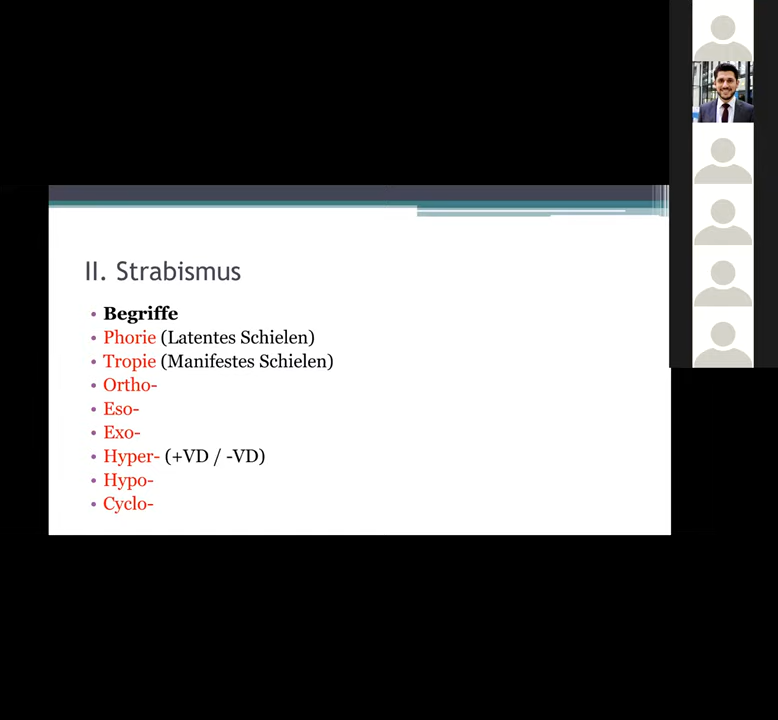 II. Strabismus
• Begriffe
• Phorie (Latentes Schielen)
• Tropie (Manifestes Schielen)
• Ortho-
• Eso-
• Exo-
• Hyper- (+VD / -VD)
• Hypo-
• Cyclo-